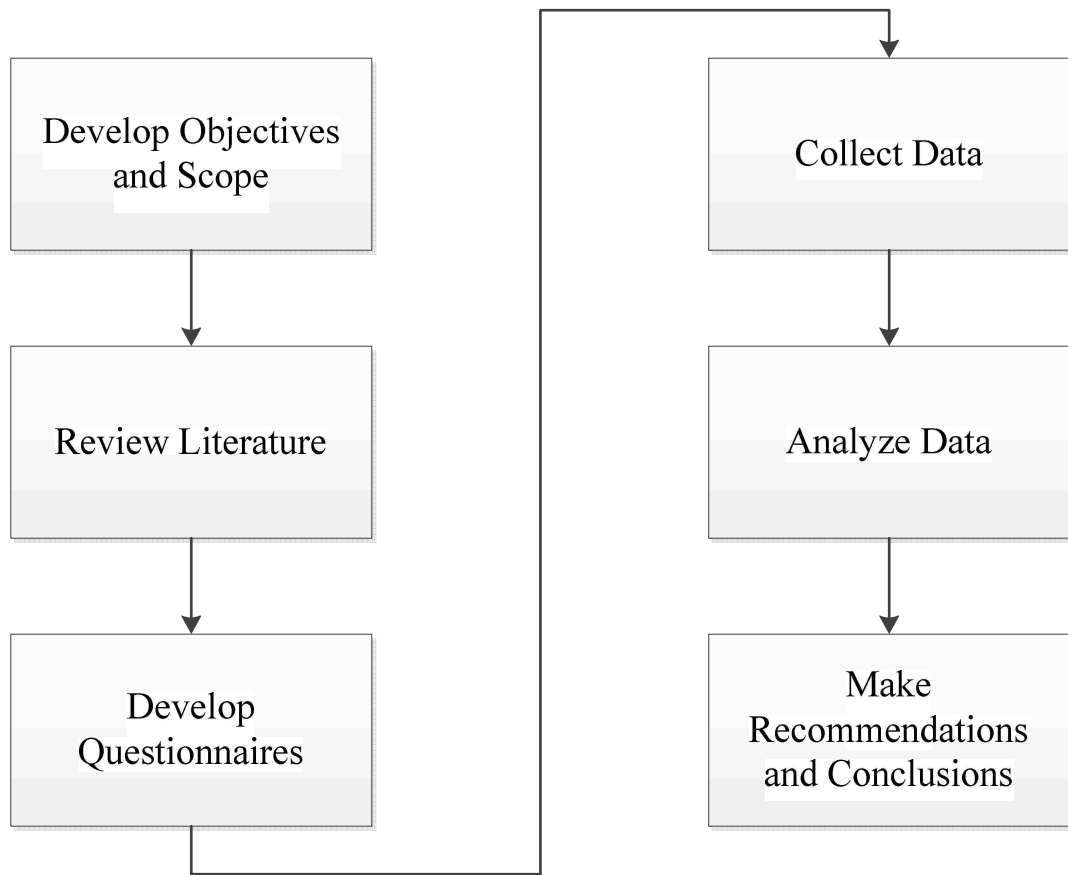 Develop Objectives
and Scope
Review Literature
Develop
Questionnaires
Collect Data
Analyze Data
Make
Recommendations
and Conclusions